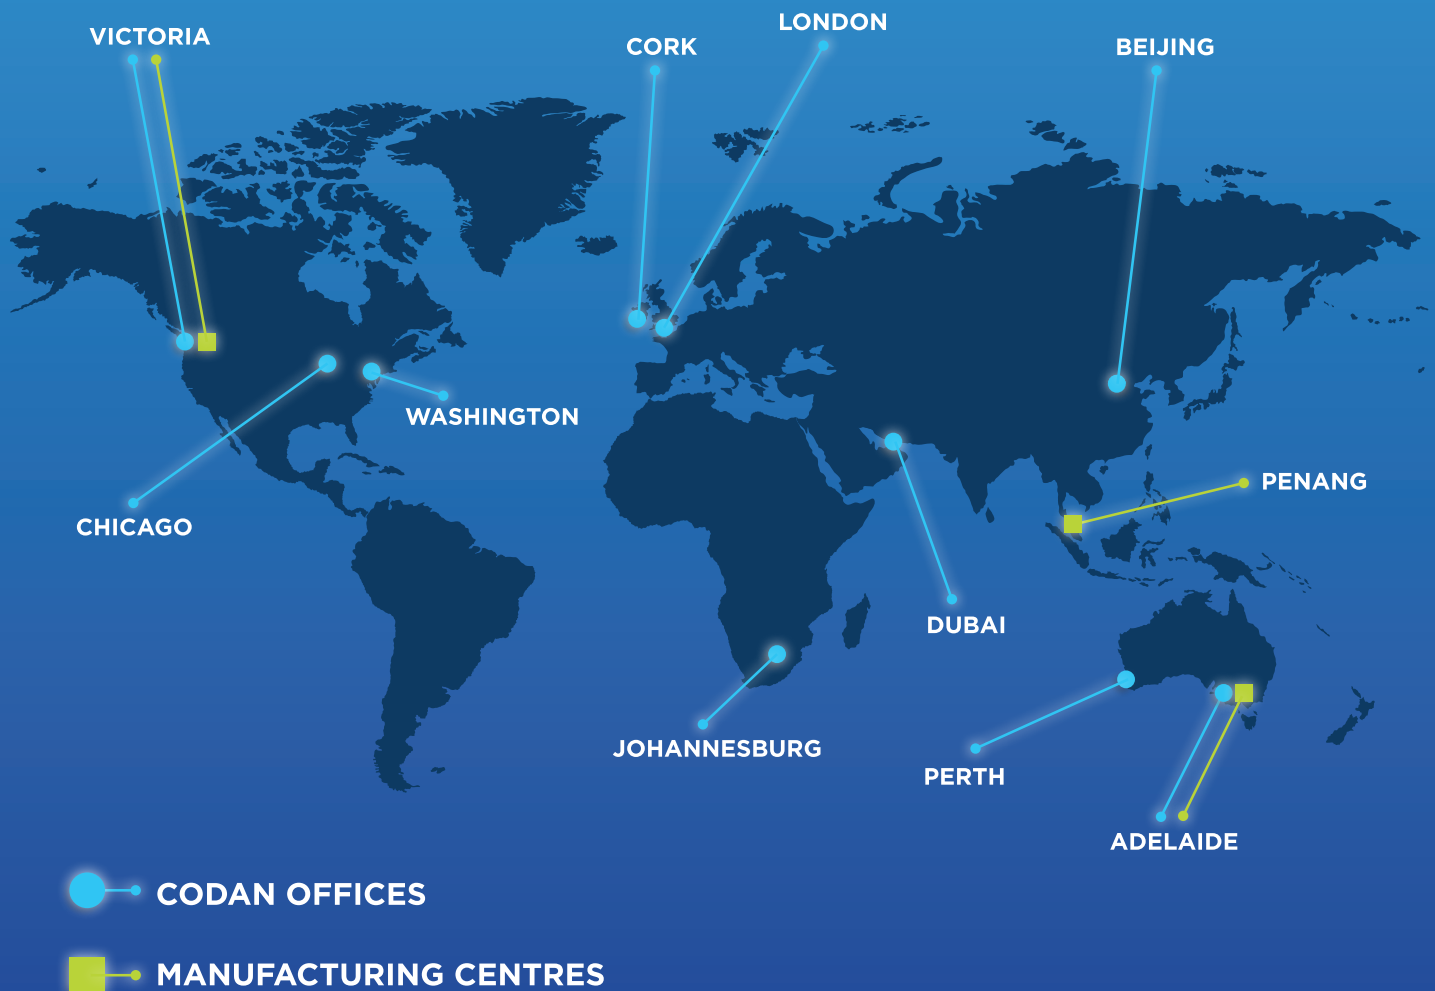 LONDON
VICTORIA
CORK
BEIJING
WASHINGTON
PENANG
CHICAGO
DUBAI
JOHANNESBURG
PERTH
ADELAIDE
CODAN OFFICES
MANUFACTURING CENTRES